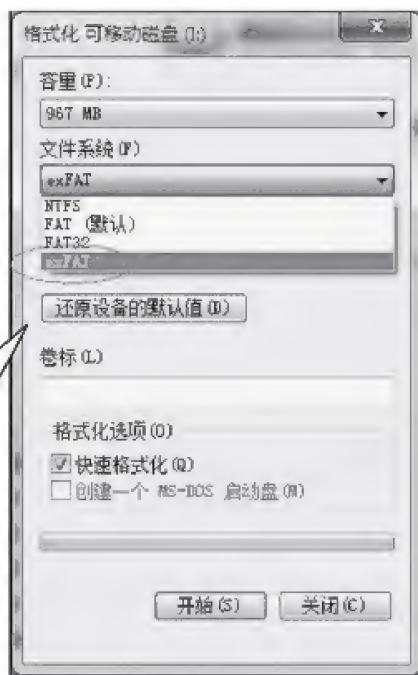 格式化 可移动磁盘 (I:)
容量(P):
967 MB
文件系统(F)
exFAT
NTFS
FAT (默认)
FAT32
exFAT
还原设备的默认值(D)
卷标(L)
格式化选项(O)
快速格式化(Q)
创建一个 MS-DOS 启动盘(M)
开始(S)
关闭(C)